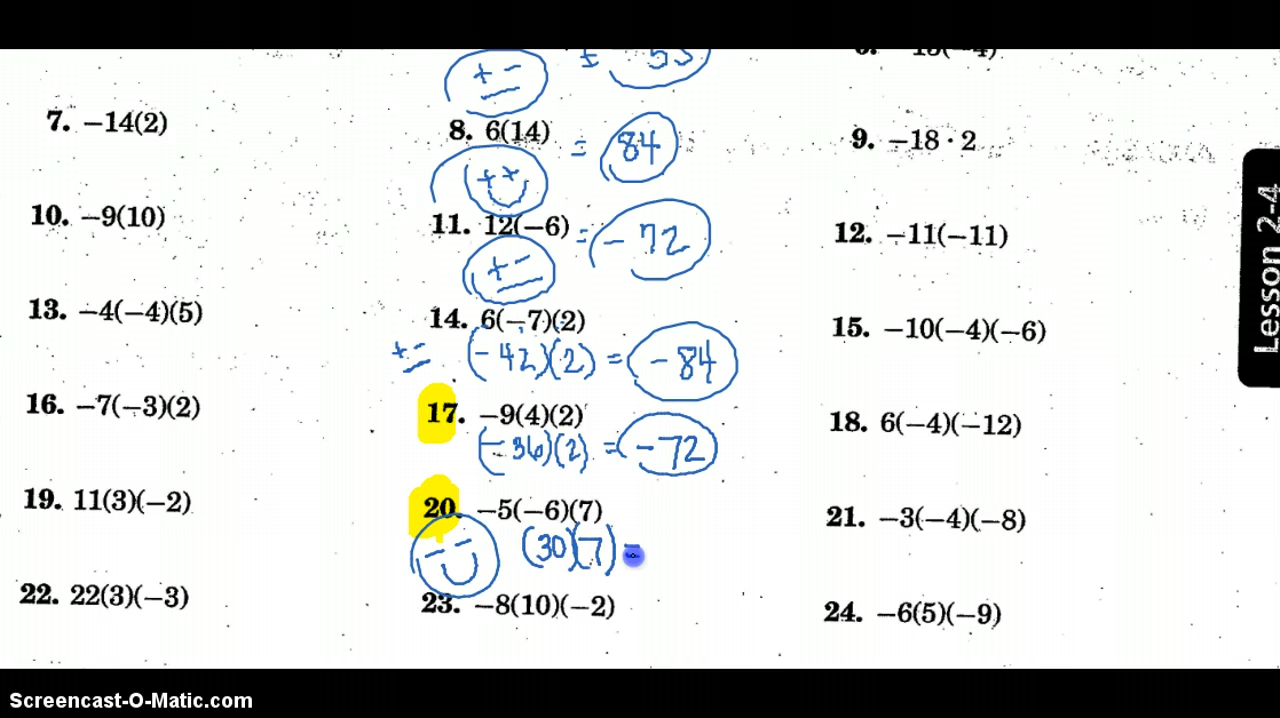 + − ± 55
7. −14(2)
8. 6(14) = 84
9. −18 · 2
+ +
10. −9(10)
11. 12(−6) = −72
12. −11(−11)
+ −
13. −4(−4)(5)
14. 6(−7)(2)
15. −10(−4)(−6)
+ − (−42)(2) = −84
16. −7(−3)(2)
17. −9(4)(2)
18. 6(−4)(−12)
(−36)(2) = −72
19. 11(3)(−2)
20. −5(−6)(7)
21. −3(−4)(−8)
− − (30)(7) =
22. 22(3)(−3)
23. −8(10)(−2)
24. −6(5)(−9)
Lesson 2-4
Screencast-O-Matic.com